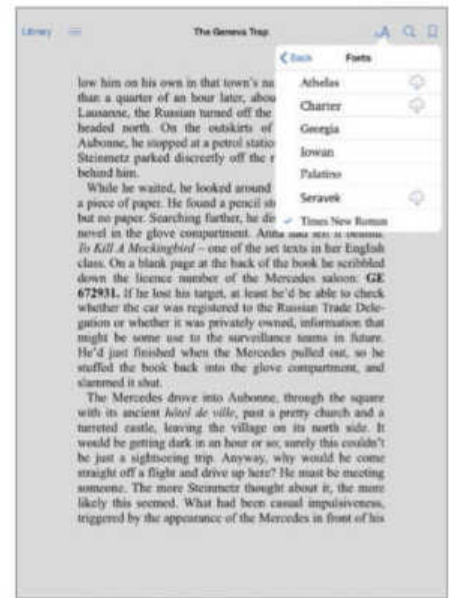 Library
The Geneva Trap
AA
Back Fonts
Athelas
Charter
Georgia
Iowan
Palatino
Seravek
Times New Roman
low him on his own in that town's
than a quarter of an hour later,
Lausanne, the Russian turned off the
headed north. On the outskirts of
Aubonne, he stopped at a petrol
Steinmetz parked discreetly off the
behind him.
While he waited, he looked around
a piece of paper. He found a pencil
but no paper. Searching further, he
novel in the glove compartment. Anna had left it behind.
To Kill A Mockingbird – one of the set texts in her English
class. On a blank page at the back of the book he scribbled
down the licence number of the Mercedes saloon: GE
672931. If he lost his target, at least he'd be able to check
whether the car was registered to the Russian Trade Dele-
gation or whether it was privately owned, information that
might be some use to the surveillance teams in future.
He'd just finished when the Mercedes pulled out, so he
stuffed the book back into the glove compartment, and
slammed it shut.
The Mercedes drove into Aubonne, through the square
with its ancient hôtel de ville, past a pretty church and a
turreted castle, leaving the village on its north side. It
would be getting dark in an hour or so; surely this couldn't
be just a sightseeing trip. Anyway, why would he come
straight off a flight and drive up here? He must be meeting
someone. The more Steinmetz thought about it, the more
likely this seemed. What had been casual impulsiveness,
triggered by the appearance of the Mercedes in front of his